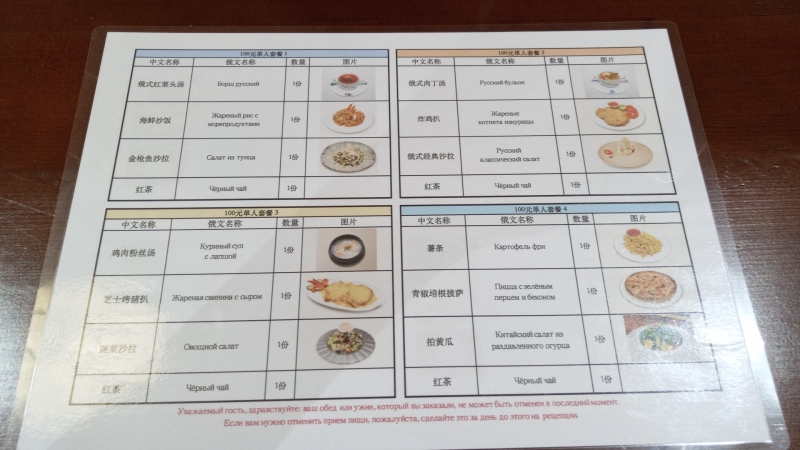 100元单人套餐 1
中文名称 俄文名称 数量 图片
俄式红菜头汤 Борщ русский 1份
海鲜炒饭 Жареный рис с
морепродуктами 1份
金枪鱼沙拉 Салат из тунца 1份
红茶 Чёрный чай 1份
100元单人套餐 2
中文名称 俄文名称 数量 图片
俄式肉丁汤 Русский бульон 1份
炸鸡扒 Жареные
котлета накурицы 1份
俄式经典沙拉 Русский
классический салат 1份
红茶 Чёрный чай 1份
100元单人套餐 3
中文名称 俄文名称 数量 图片
鸡肉粉丝汤 Куриный суп
с лапшой 1份
芝士烤猪扒 Жареная свинина с сыром 1份
蔬菜沙拉 Овощной салат 1份
红茶 Чёрный чай 1份
100元单人套餐 4
中文名称 俄文名称 数量 图片
薯条 Картофель фри 1份
青椒培根披萨 Пицца с зелёным
перцем и беконом 1份
拍黄瓜 Китайский салат из
раздавленного огурца 1份
红茶 Чёрный чай 1份
Уважаемый гость, здравствуйте: ваш обед или ужин, который вы заказали, не может быть отменен в последний момент.
Если вам нужно отменить прием пищи, пожалуйста, сделайте это за день до этого на рецепции.